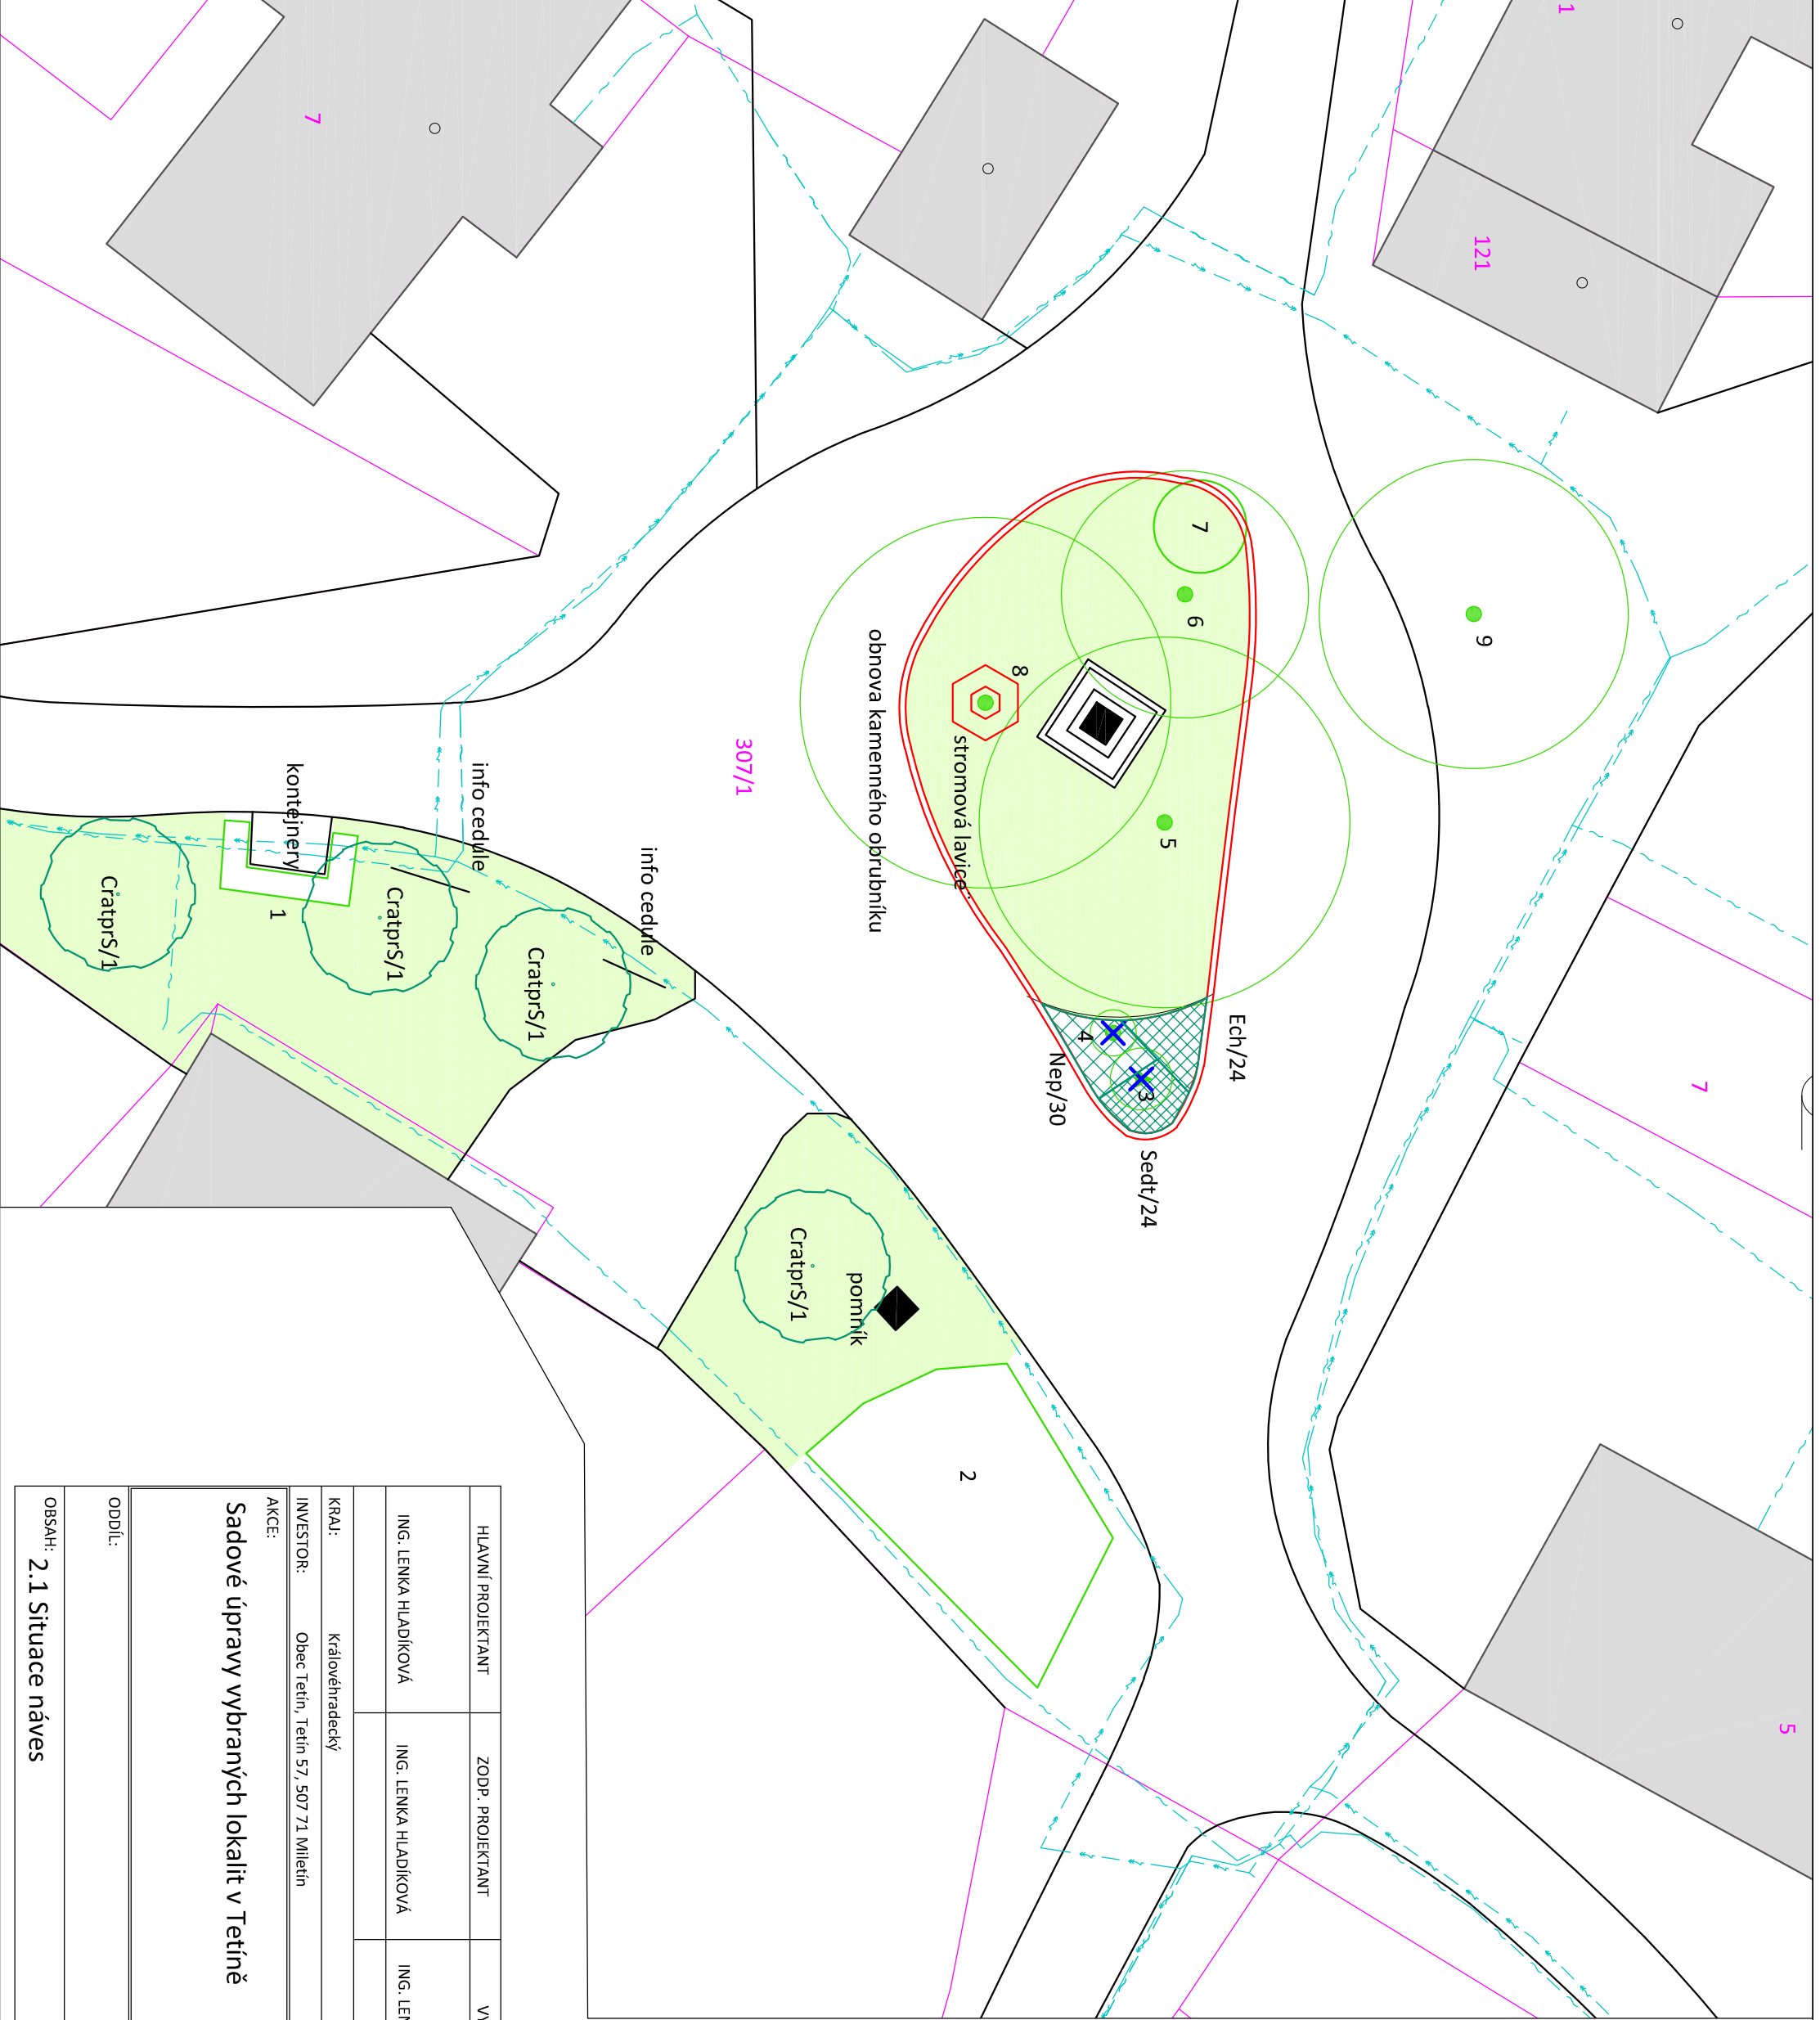 1
121
7
9
7
6
8
5
obnova kamenného obrubníku
stromová lavice
307/1
info cedule
info cedule
kontejnery
1
CratprS/1
CratprS/1
CratprS/1
4
3
Ech/24
Nep/30
Sedt/24
7
CratprS/1
pomník
2
5
HLAVNÍ PROJEKTANT
ZODP. PROJEKTANT
ING. LENKA HLADÍKOVÁ
ING. LENKA HLADÍKOVÁ
KRAJ: Královéhradecký
INVESTOR: Obec Tetín, Tetín 57, 507 71 Miletín
AKCE:
Sadové úpravy vybraných lokalit v Tetíně
ODDÍL:
OBSAH: 2.1 Situace náves